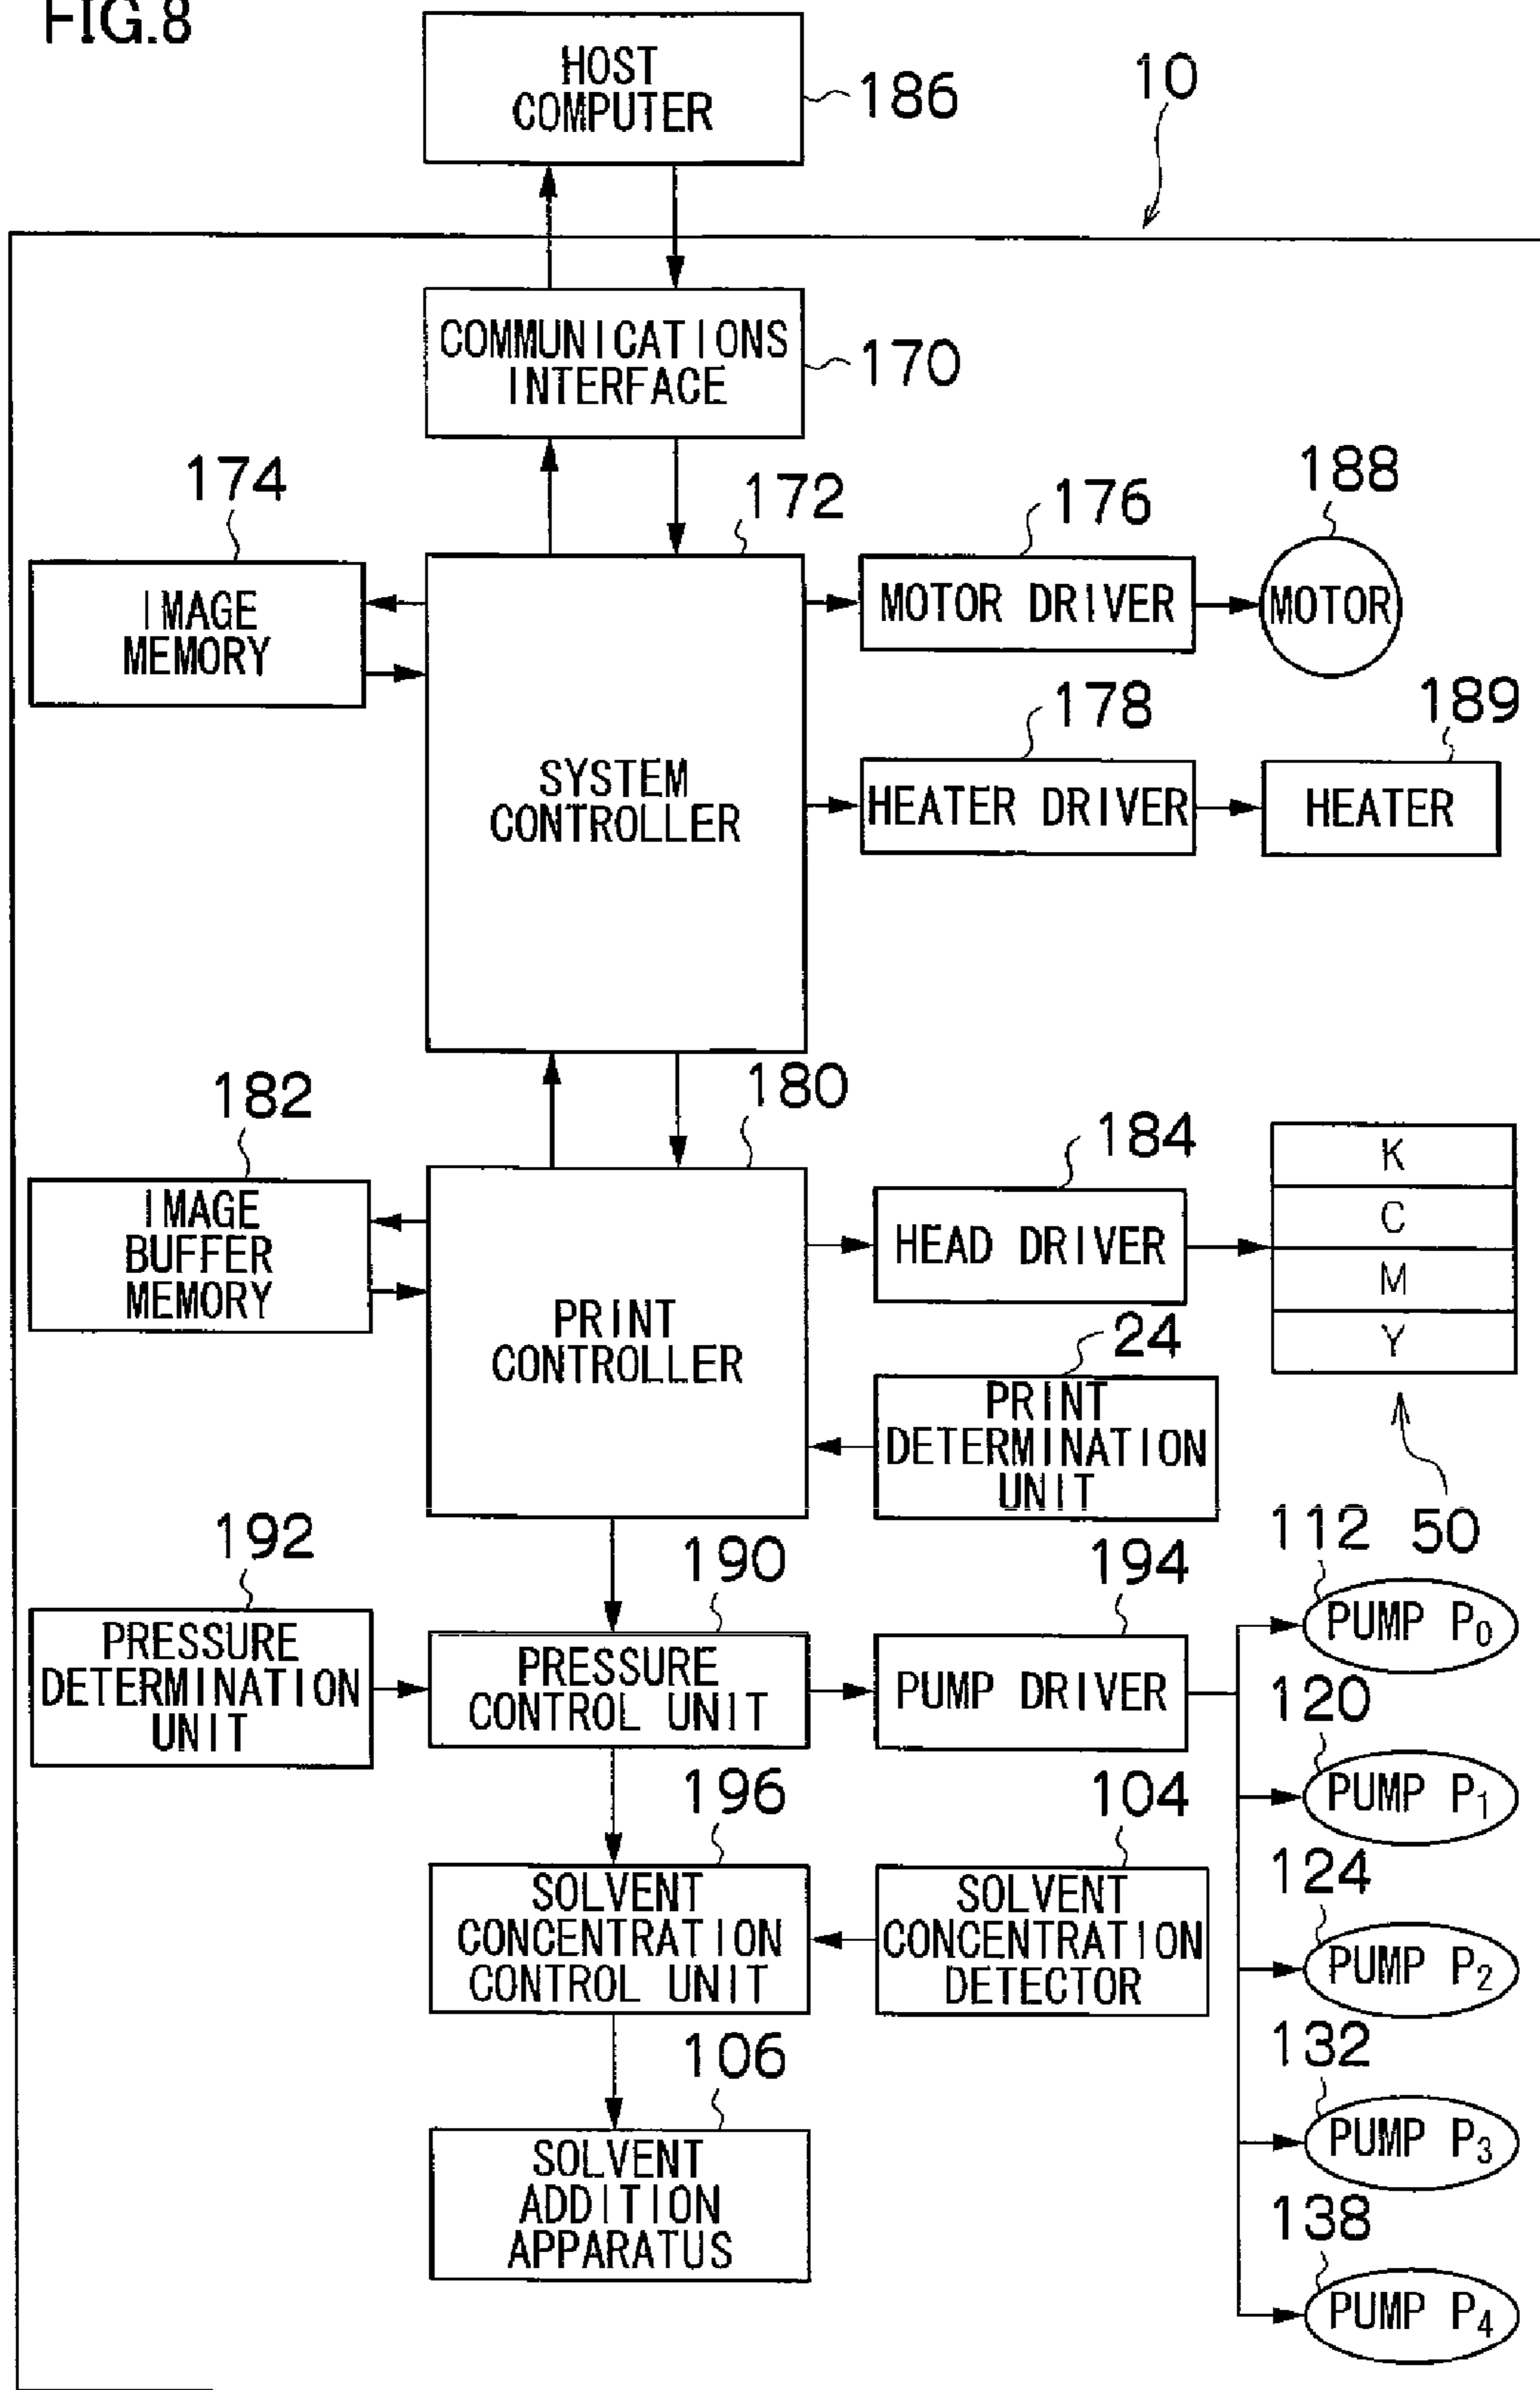 FIG.8
HOST
COMPUTER
186
10
COMMUNICATIONS
INTERFACE
170
174
172
176
188
IMAGE
MEMORY
MOTOR DRIVER
MOTOR
178
189
SYSTEM
CONTROLLER
HEATER DRIVER
HEATER
182
180
184
K
C
M
Y
IMAGE
BUFFER
MEMORY
HEAD DRIVER
PRINT
CONTROLLER
24
PRINT
DETERMINATION
UNIT
50
192
190
194
112
PRESSURE
DETERMINATION
UNIT
PRESSURE
CONTROL UNIT
PUMP DRIVER
PUMP P0
120
PUMP P1
196
104
124
SOLVENT
CONCENTRATION
CONTROL UNIT
SOLVENT
CONCENTRATION
DETECTOR
PUMP P2
106
132
SOLVENT
ADDITION
APPARATUS
PUMP P3
138
PUMP P4